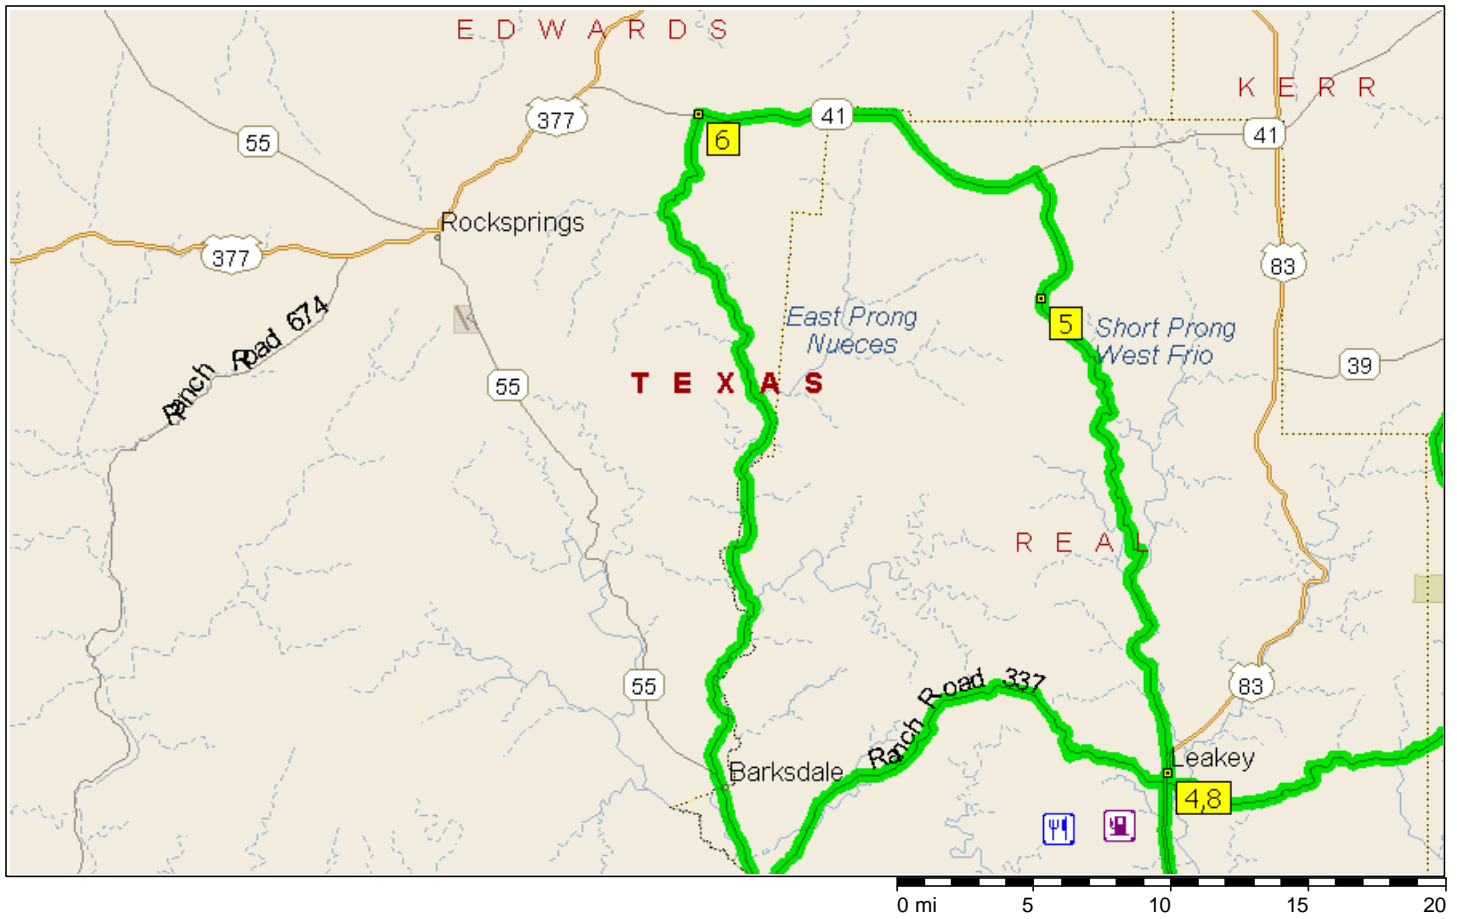 E D W A R D S
K E R R
377
41
41
55
6
Rocksprings
377
83
Ranch Road 674
East Prong
Nueces
5
Short Prong
West Frio
T E X A S
55
39
R E A L
55
Ranch Road 337
83
Leakey
Barksdale
4,8
0 mi 5 10 15 20